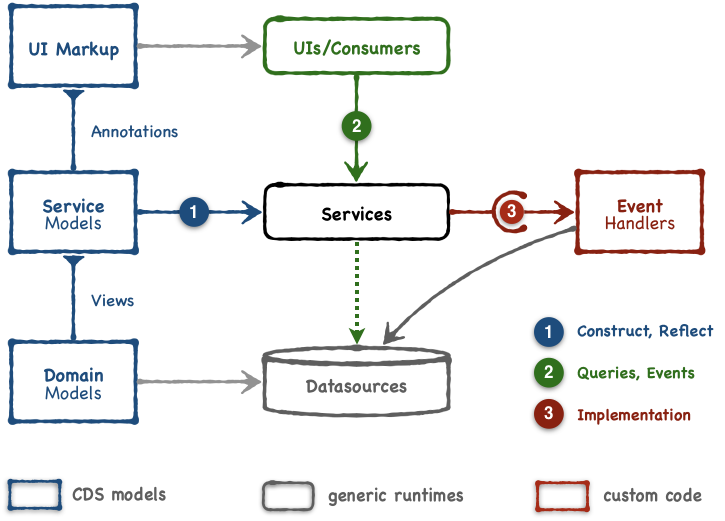 UI Markup
UIs/Consumers
Annotations
2
Service
Models
1
Services
3
Event
Handlers
Views
1 Construct, Reflect
Domain
Models
Datasources
2 Queries, Events
3 Implementation
CDS models
generic runtimes
custom code